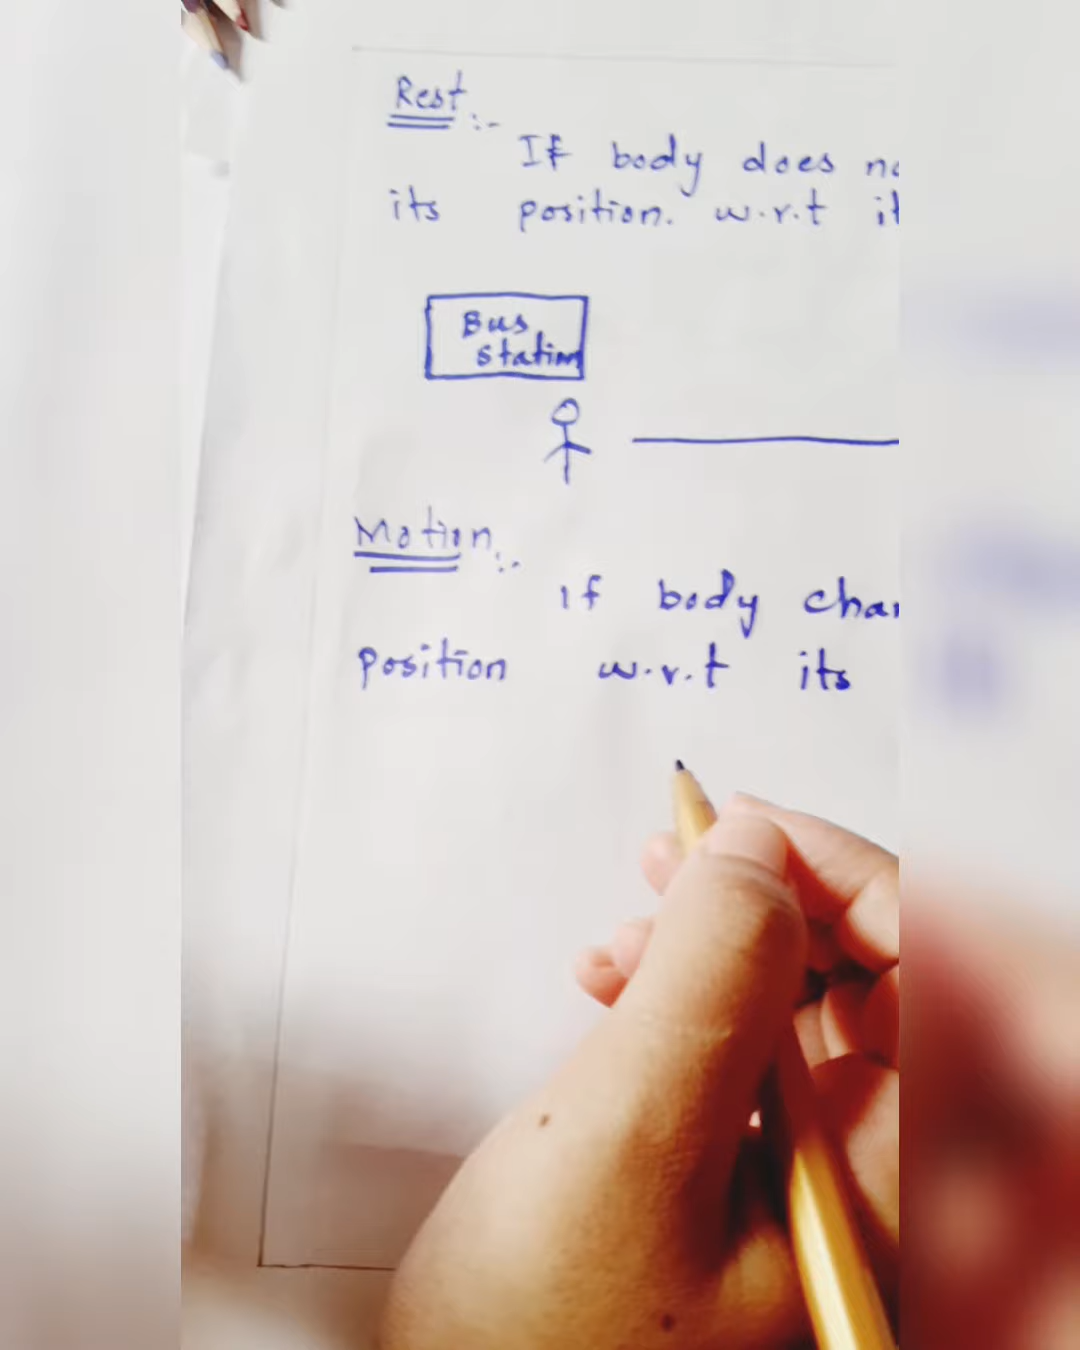 Rest :-
If body does
its position. w.r.t
Bus
station
Motion :-
If body
position w.r.t its